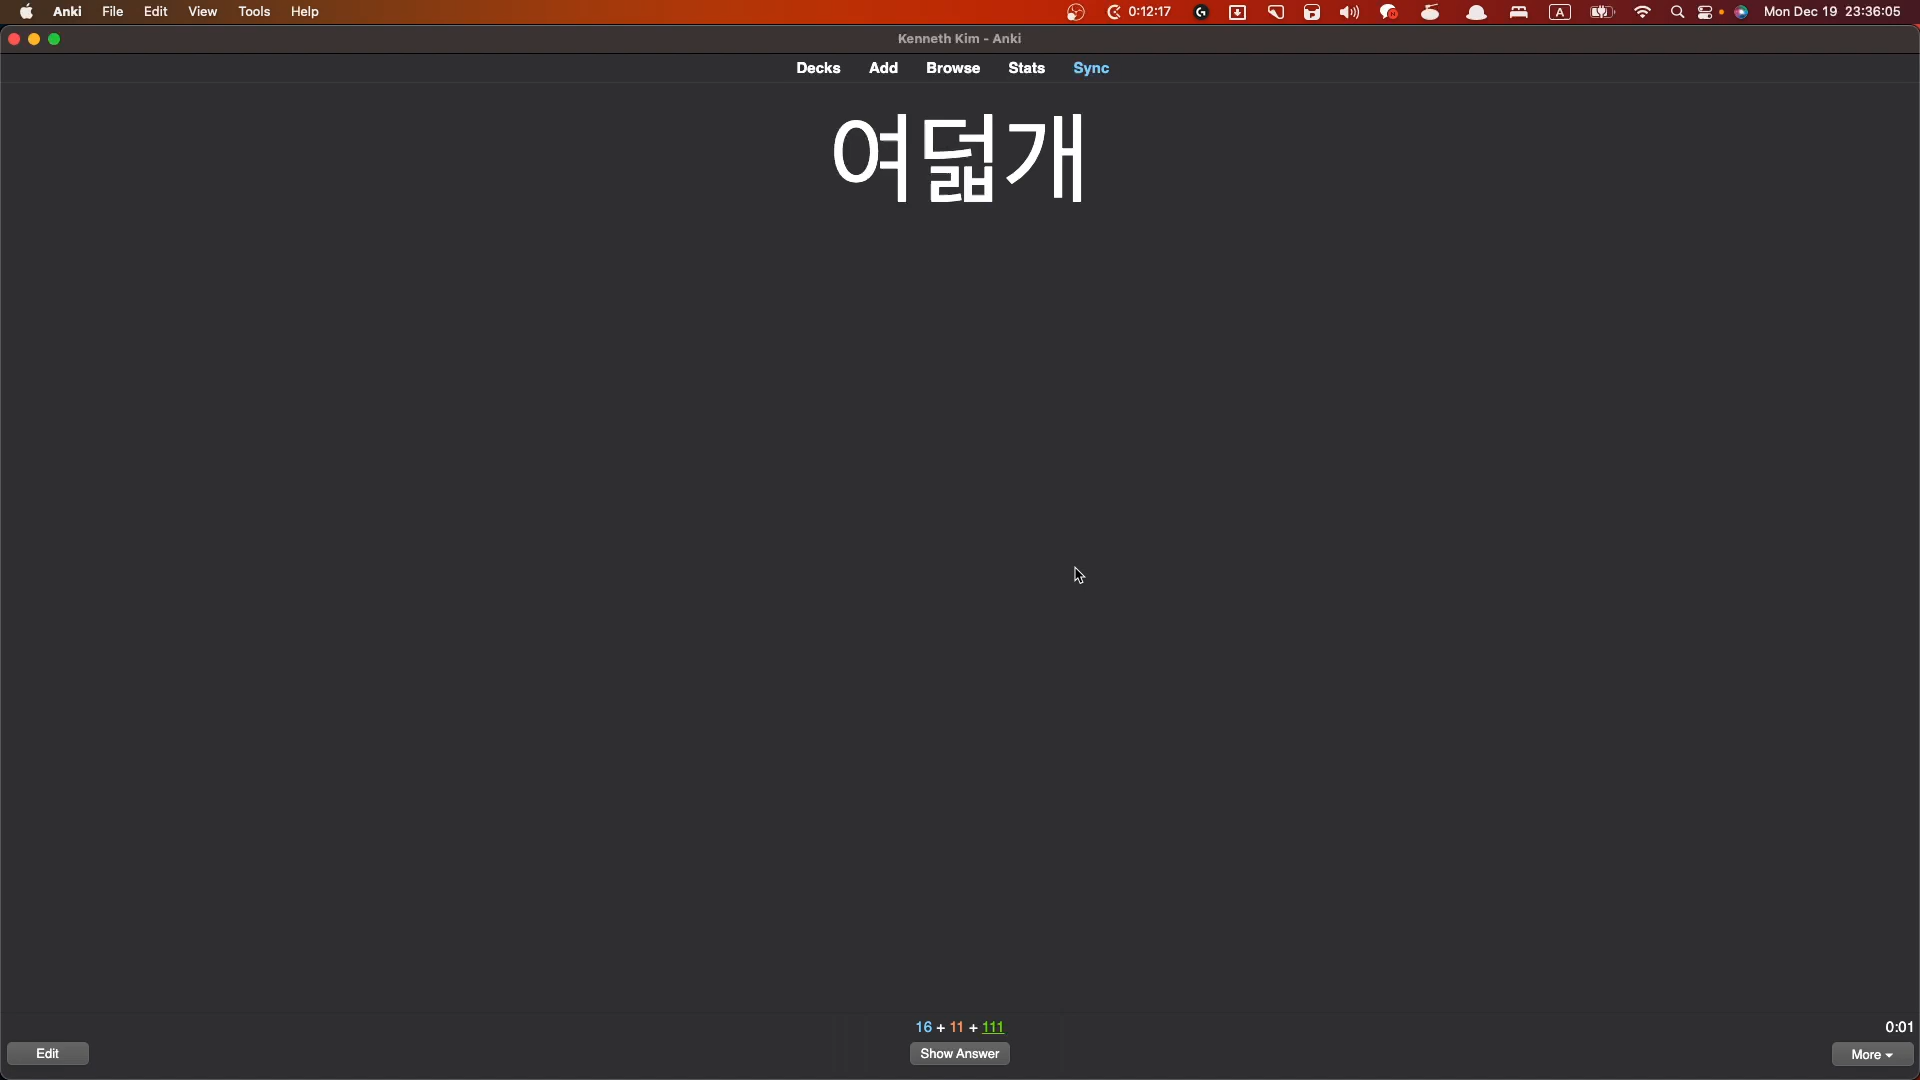 Anki File Edit View Tools Help 0:12:17 A Mon Dec 19 23:36:05
Kenneth Kim - Anki
Decks Add Browse Stats Sync
여덟개
16 + 11 + 111 0:01
Edit Show Answer More